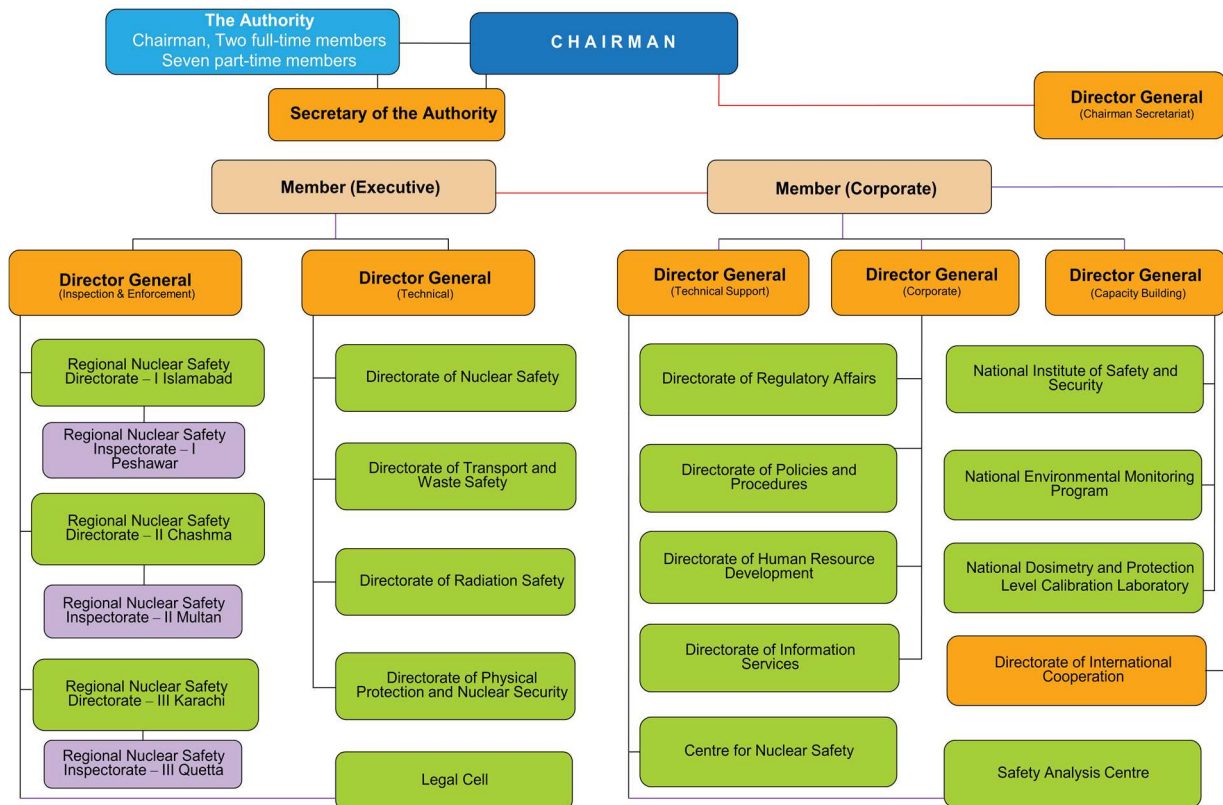 The Authority
Chairman, Two full-time members
Seven part-time members
CHAIRMAN
Secretary of the Authority
Director General
(Chairman Secretariat)
Member (Executive)
Member (Corporate)
Director General
(Inspection & Enforcement)
Director General
(Technical)
Director General
(Technical Support)
Director General
(Corporate)
Director General
(Capacity Building)
Regional Nuclear Safety
Directorate – I Islamabad
Regional Nuclear Safety
Inspectorate – I
Peshawar
Regional Nuclear Safety
Directorate – II Chashma
Regional Nuclear Safety
Inspectorate – II Multan
Regional Nuclear Safety
Directorate – III Karachi
Regional Nuclear Safety
Inspectorate – III Quetta
Directorate of Nuclear Safety
Directorate of Transport and
Waste Safety
Directorate of Radiation Safety
Directorate of Physical
Protection and Nuclear Security
Legal Cell
Directorate of Regulatory Affairs
Directorate of Policies and
Procedures
Directorate of Human Resource
Development
Directorate of Information
Services
Centre for Nuclear Safety
National Institute of Safety and
Security
National Environmental Monitoring
Program
National Dosimetry and Protection
Level Calibration Laboratory
Directorate of International
Cooperation
Safety Analysis Centre